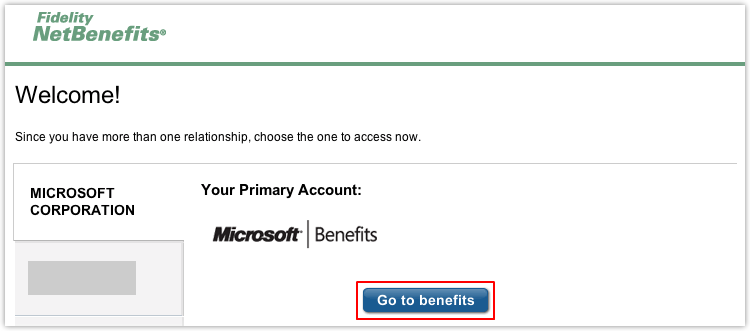 Fidelity
NetBenefits®
Welcome!
Since you have more than one relationship, choose the one to access now.
MICROSOFT
CORPORATION
Your Primary Account:
Microsoft® | Benefits
Go to benefits